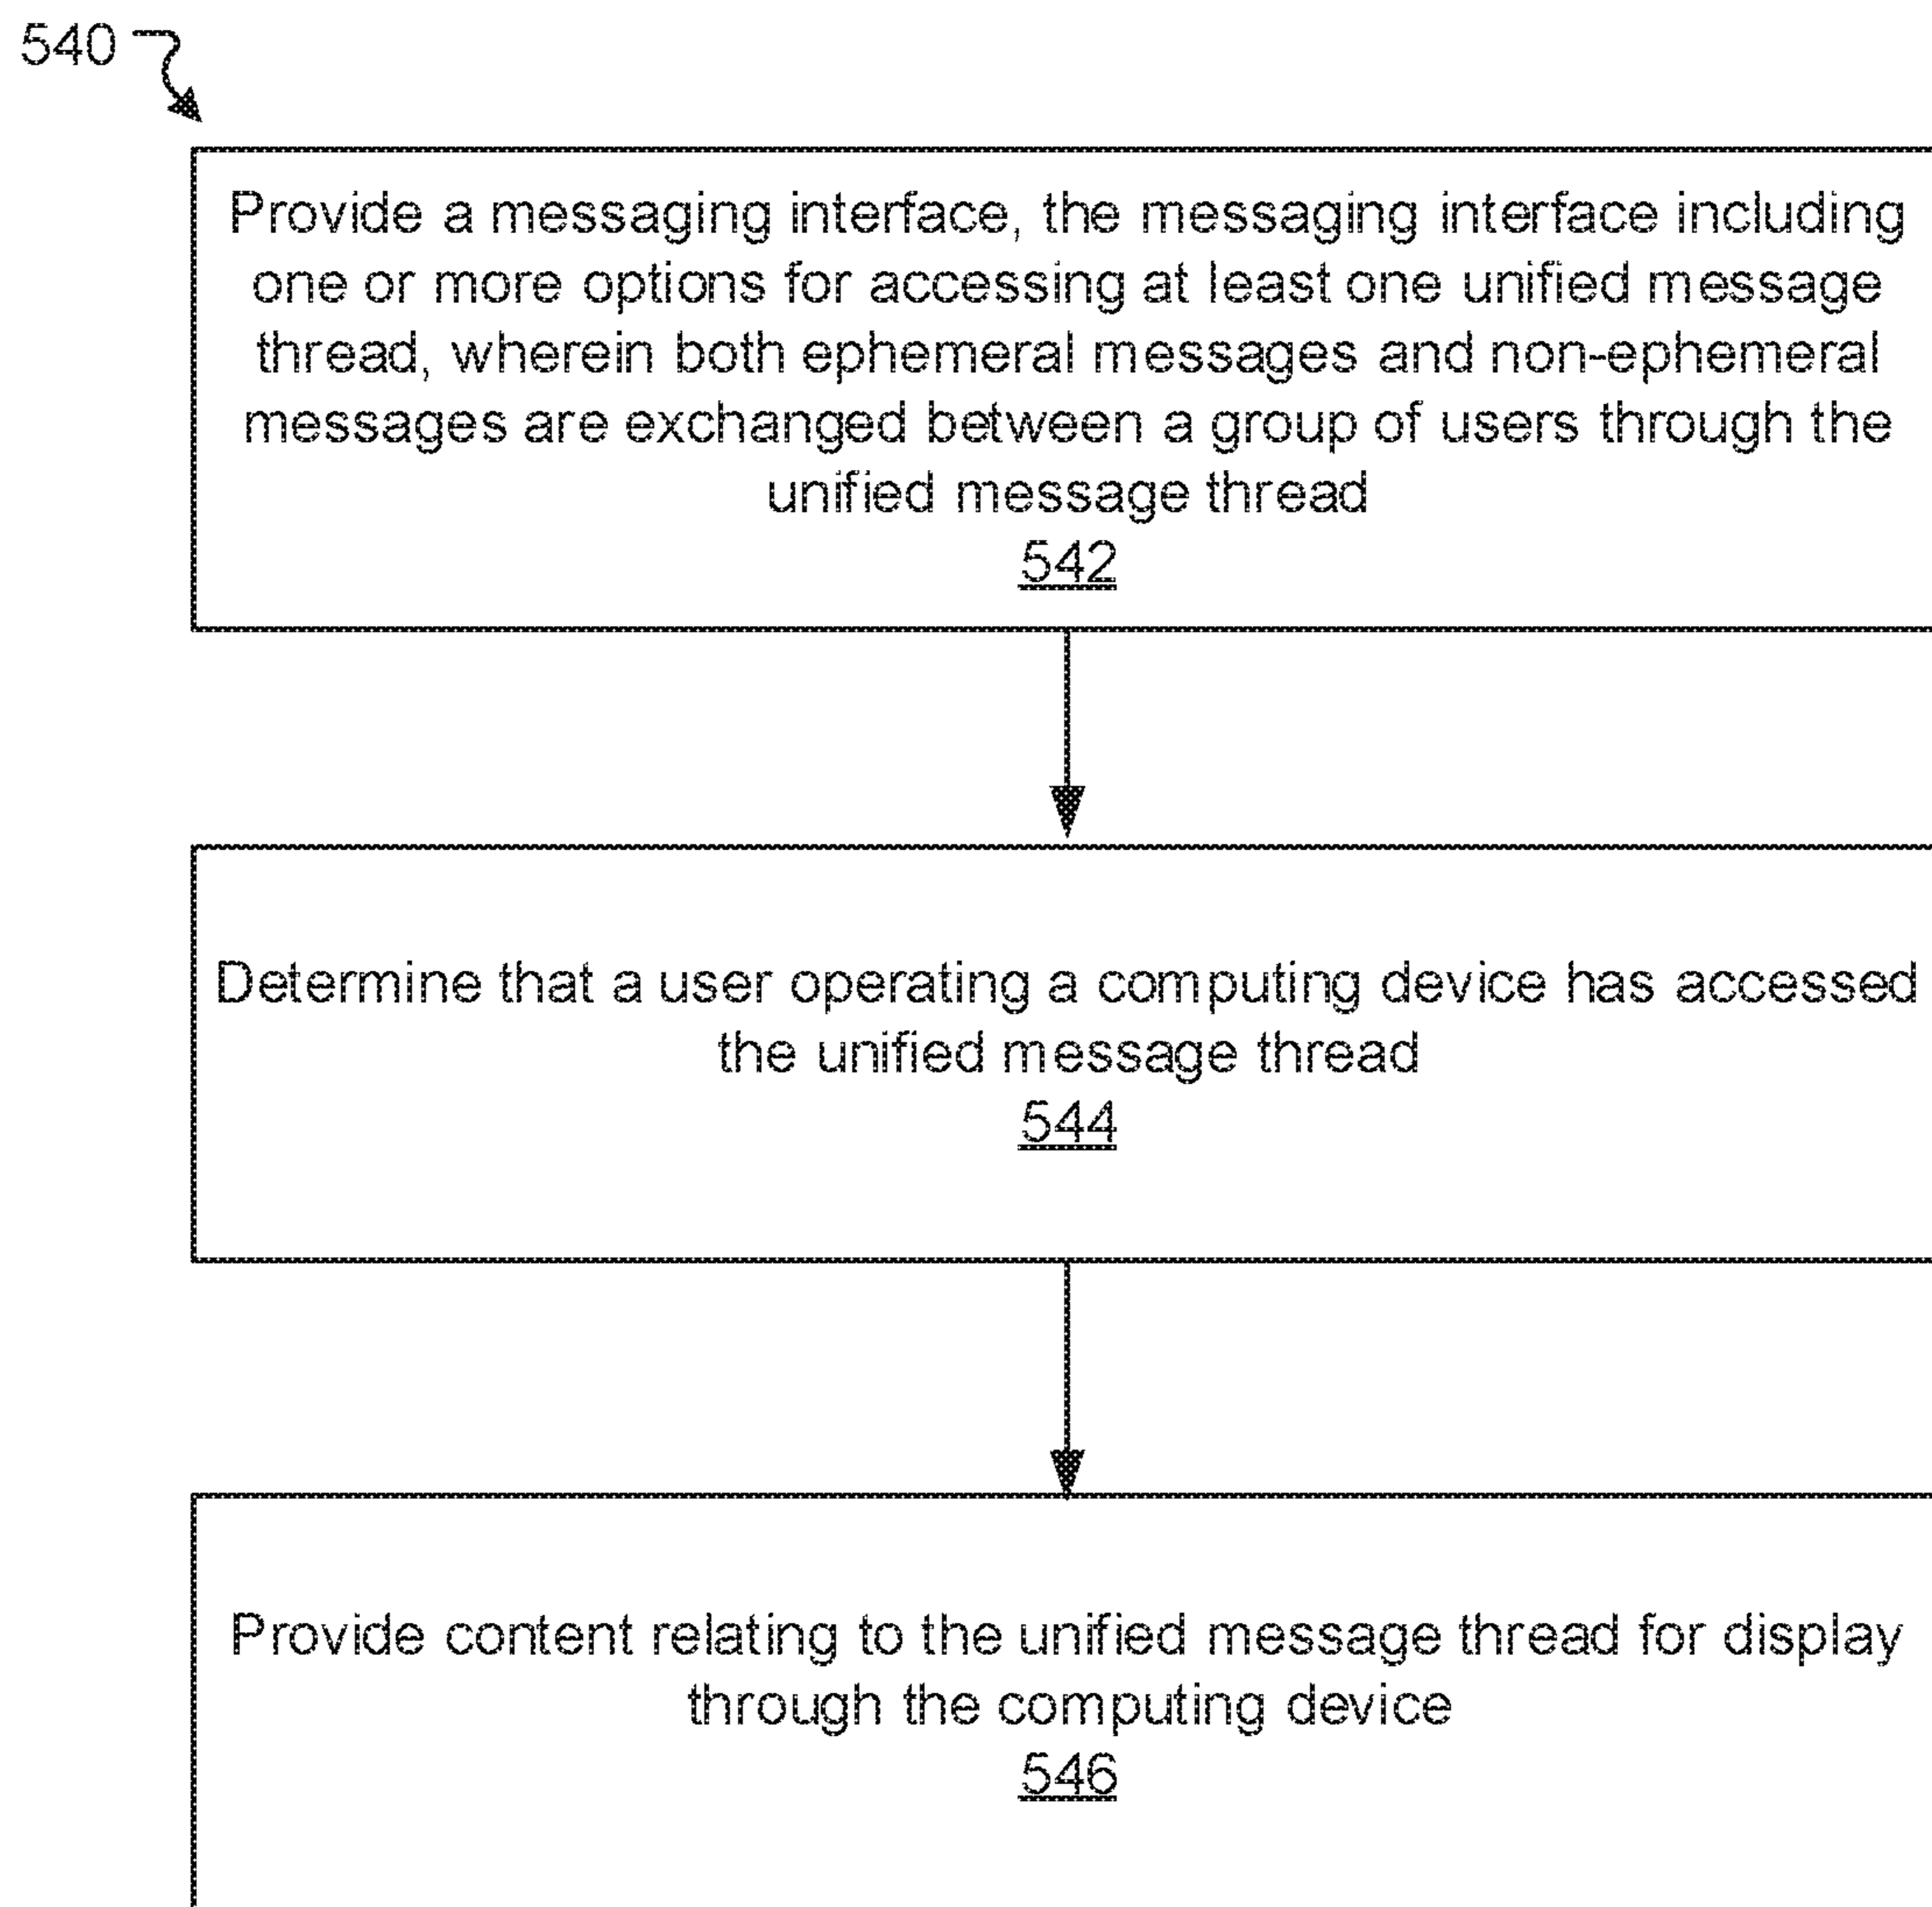 540
Provide a messaging interface, the messaging interface including
one or more options for accessing at least one unified message
thread, wherein both ephemeral messages and non-ephemeral
messages are exchanged between a group of users through the
unified message thread
542
Determine that a user operating a computing device has accessed
the unified message thread
544
Provide content relating to the unified message thread for display
through the computing device
546